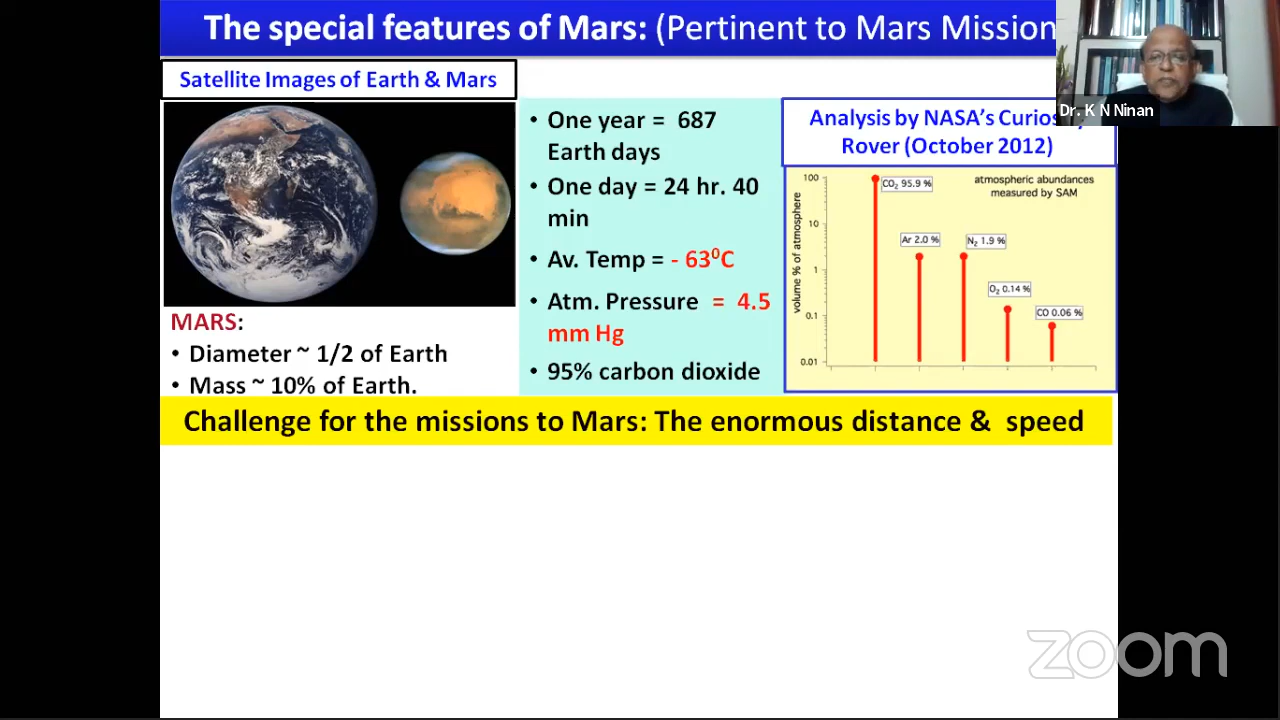 The special features of Mars: (Pertinent to Mars Mission
Dr. K N Ninan
Satellite Images of Earth & Mars
MARS:
• Diameter ~ 1/2 of Earth
• Mass ~ 10% of Earth.
• One year = 687
Earth days
• One day = 24 hr. 40
min
• Av. Temp = - 63⁰C
• Atm. Pressure = 4.5
mm Hg
• 95% carbon dioxide
Analysis by NASA's Curios
Rover (October 2012)
atmospheric abundances
measured by SAM
volume % of atmosphere
100
10
1
0.1
0.01
CO₂ 95.9 %
Ar 2.0 %
N₂ 1.9 %
O₂ 0.14 %
CO 0.06 %
Challenge for the missions to Mars: The enormous distance & speed
zoom